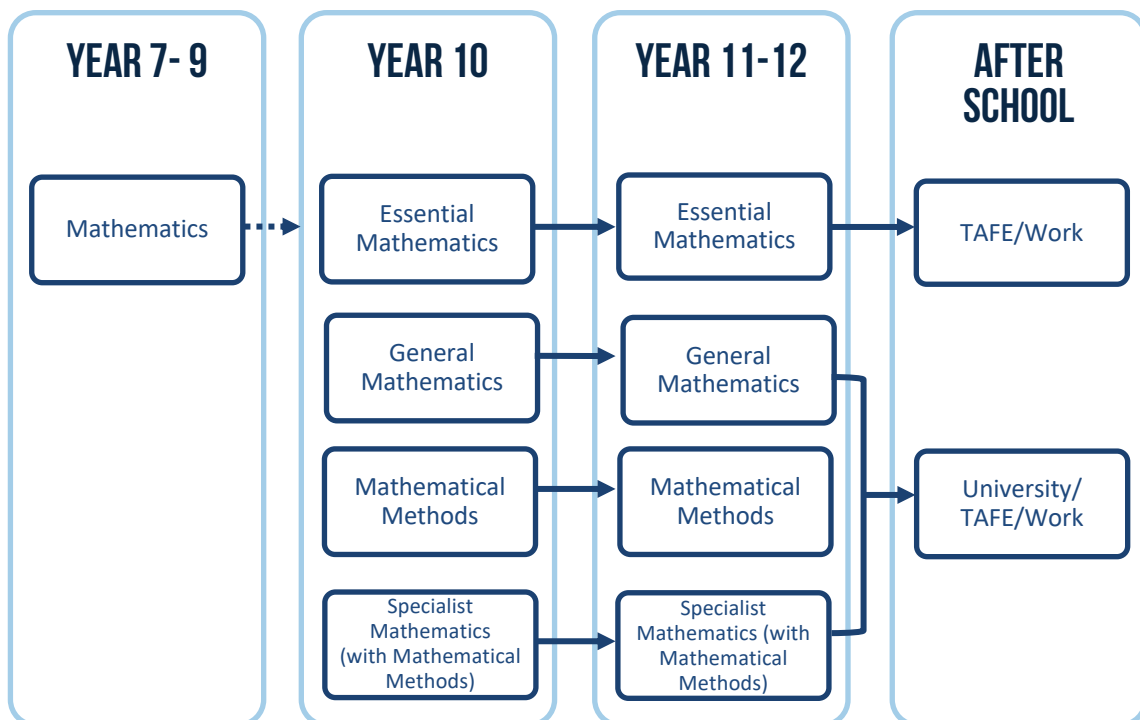 YEAR 7- 9
Mathematics
YEAR 10
Essential
Mathematics
General
Mathematics
Mathematical
Methods
Specialist
Mathematics
(with Mathematical
Methods)
YEAR 11-12
Essential
Mathematics
General
Mathematics
Mathematical
Methods
Specialist
Mathematics (with
Mathematical
Methods)
AFTER
SCHOOL
TAFE/Work
University/
TAFE/Work